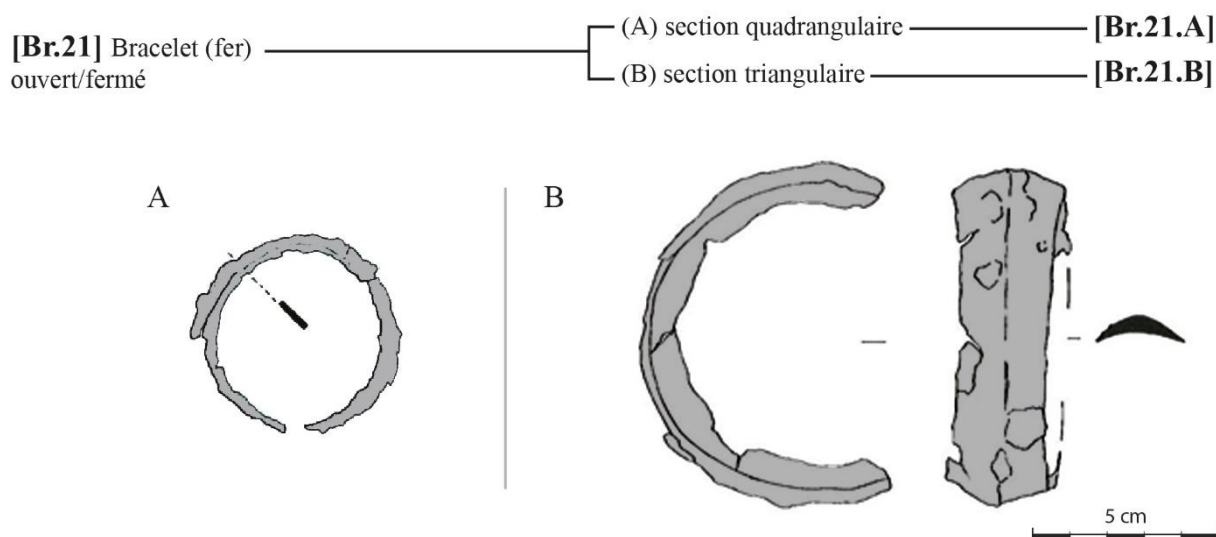 [Br.21] Bracelet (fer)
ouvert/fermé
(A) section quadrangulaire
[Br.21.A]
(B) section triangulaire
[Br.21.B]
A
B
5 cm